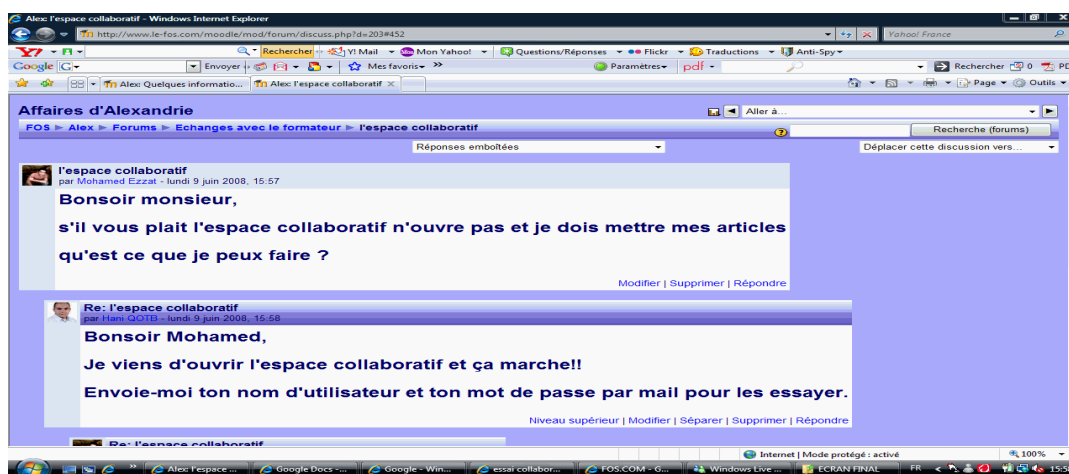 Alex: l'espace collaboratif - Windows Internet Explorer
http://www.le-fos.com/moodle/mod/forum/discuss.php?d=203#452
Yahoo! France
Rechercher Y! Mail Mon Yahoo! Questions/Réponses Flickr Traductions Anti-Spy
Google Envoyer Mes favoris Paramètres pdf Rechercher 0
Alex: Quelques informatio... Alex: l'espace collaboratif Page Outils
Affaires d'Alexandrie
Aller à...
FOS ► Alex ► Forums ► Echanges avec le formateur ► l'espace collaboratif
Recherche (forums)
Réponses emboîtées
Déplacer cette discussion vers...
l'espace collaboratif
par Mohamed Ezzat - lundi 9 juin 2008, 15:57
Bonsoir monsieur,
s'il vous plait l'espace collaboratif n'ouvre pas et je dois mettre mes articles
qu'est ce que je peux faire ?
Modifier | Supprimer | Répondre
Re: l'espace collaboratif
par Hani QOTB - lundi 9 juin 2008, 15:58
Bonsoir Mohamed,
Je viens d'ouvrir l'espace collaboratif et ça marche!!
Envoie-moi ton nom d'utilisateur et ton mot de passe par mail pour les essayer.
Niveau supérieur | Modifier | Séparer | Supprimer | Répondre
Re: l'espace collaboratif
Internet | Mode protégé : activé
100%
Alex: l'espace ... Google Docs -... Google - Win... essai collabor... FOS.COM - G... Windows Live ... ECRAN FINAL FR